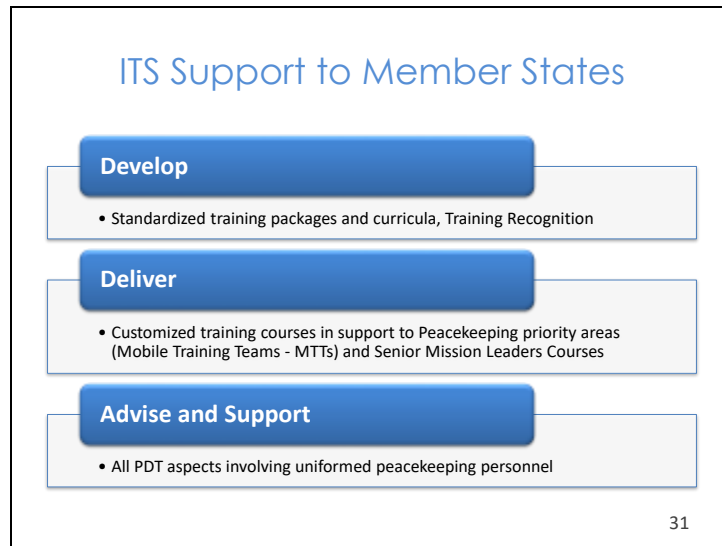 ITS Support to Member States
Develop
• Standardized training packages and curricula, Training Recognition
Deliver
• Customized training courses in support to Peacekeeping priority areas
(Mobile Training Teams - MTTs) and Senior Mission Leaders Courses
Advise and Support
• All PDT aspects involving uniformed peacekeeping personnel
31